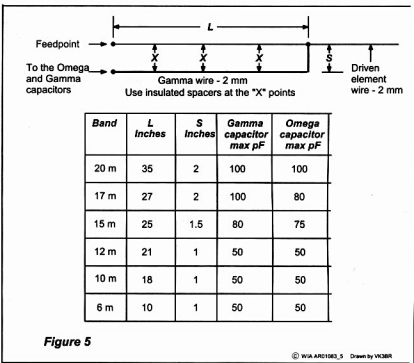 L
Feedpoint
X X X S
To the Omega
and Gamma
capacitors
Gamma wire - 2 mm
Use insulated spacers at the "X" points
Driven
element
wire - 2 mm
Band L Inches S Inches Gamma capacitor max pF Omega capacitor max pF
20 m 35 2 100 100
17 m 27 2 100 80
15 m 25 1.5 80 75
12 m 21 1 50 50
10 m 18 1 50 50
6 m 10 1 50 50
Figure 5
© WIA AR01083_5 Drawn by VK3BR